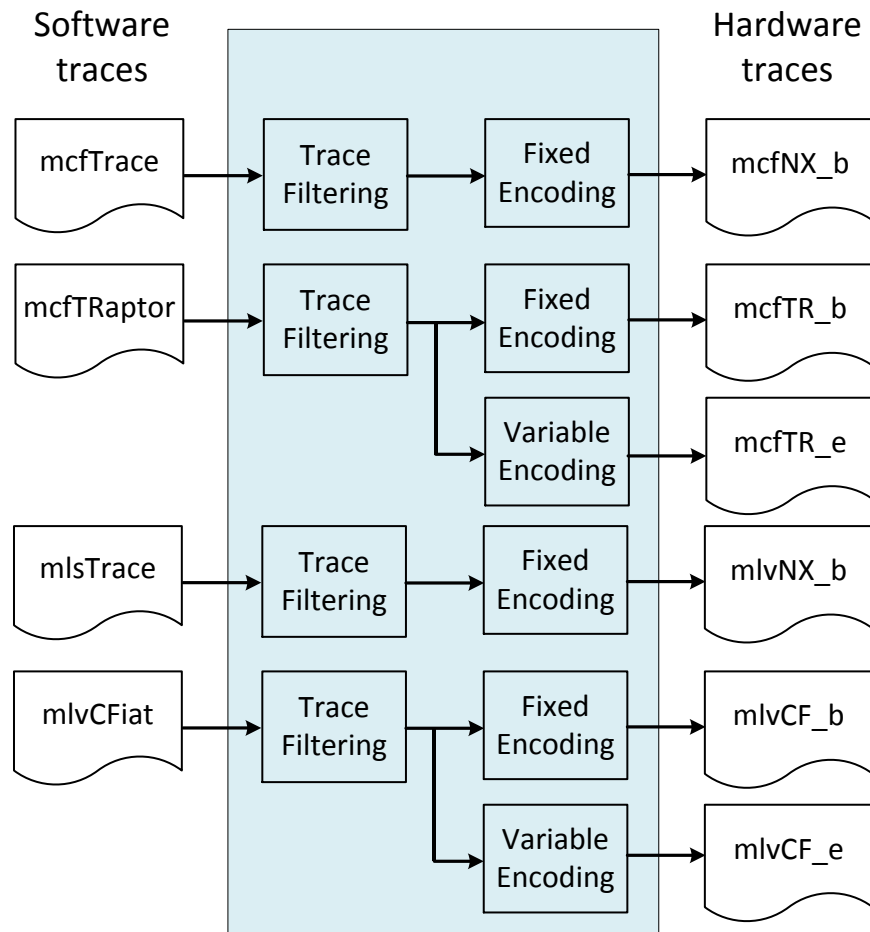 Software
traces
Hardware
traces
mcfTrace
Trace
Filtering
Fixed
Encoding
mcfNX_b
mcfTRaptor
Trace
Filtering
Fixed
Encoding
mcfTR_b
Variable
Encoding
mcfTR_e
mlsTrace
Trace
Filtering
Fixed
Encoding
mlvNX_b
mlvCFiat
Trace
Filtering
Fixed
Encoding
mlvCF_b
Variable
Encoding
mlvCF_e